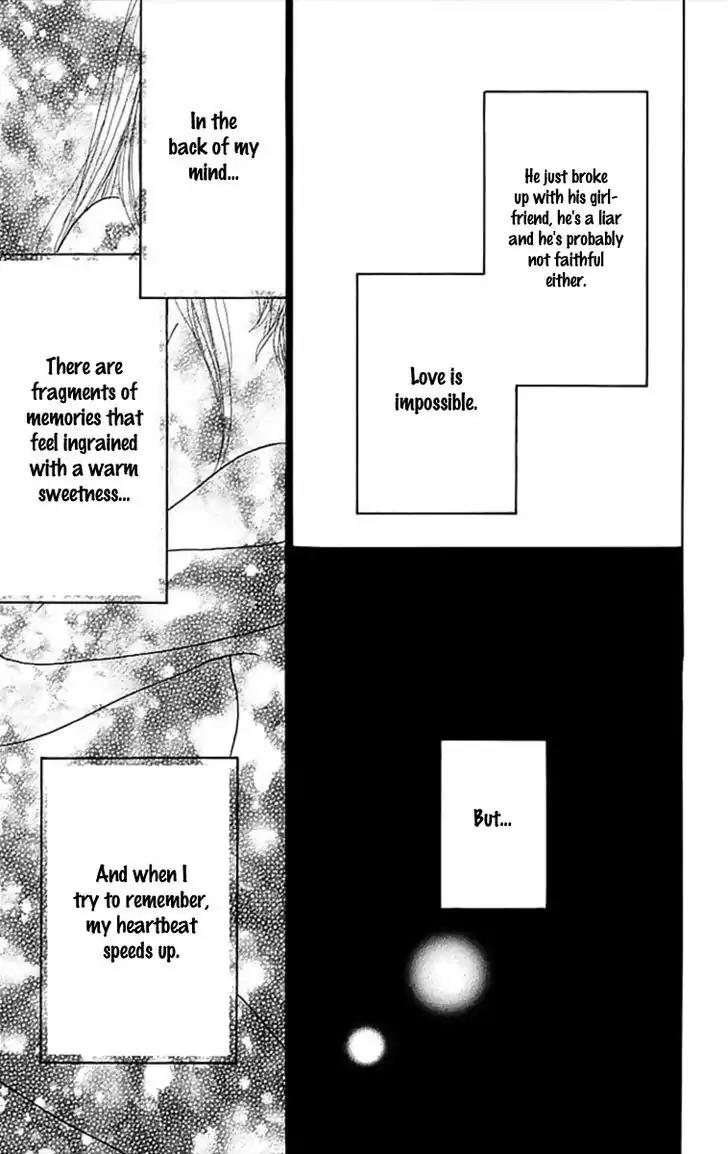 He just broke
up with his girl-
friend, he's a liar
and he's probably
not faithful
either.
Love is
impossible.
But...
In the
back of my
mind...
There are
fragments of
memories that
feel ingrained
with a warm
sweetness...
And when I
try to remember,
my heartbeat
speeds up.